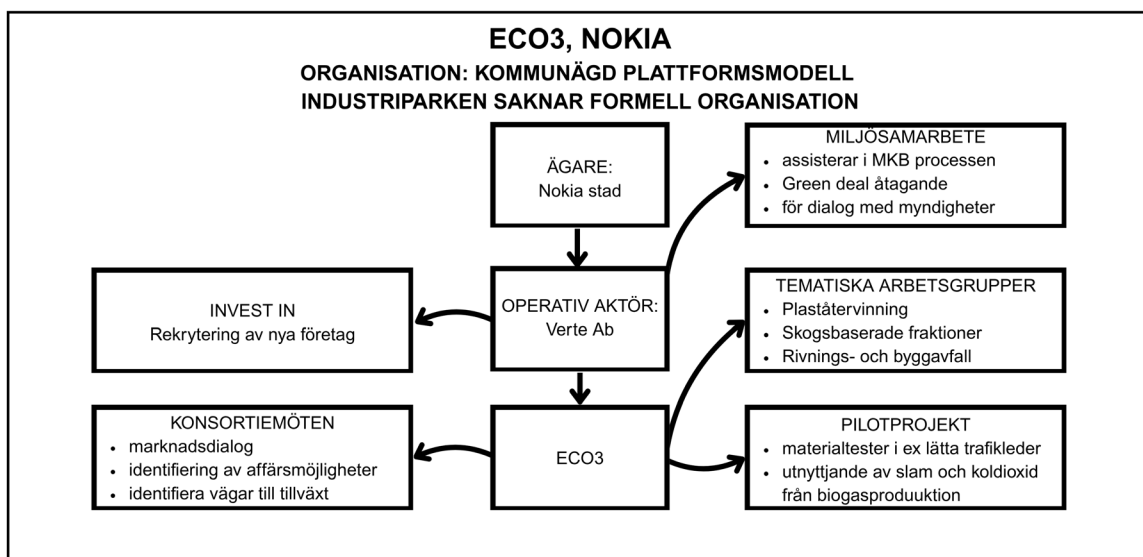 ECO3, NOKIA
ORGANISATION: KOMMUNÄGD PLATTFORMSMODELL
INDUSTRIPARKEN SAKNAR FORMELL ORGANISATION
ÄGARE:
Nokia stad
MILJÖSAMARBETE
• assisterar i MKB processen
• Green deal åtagande
• för dialog med myndigheter
INVEST IN
Rekrytering av nya företag
OPERATIV AKTÖR:
Verte Ab
TEMATISKA ARBETSGRUPPER
• Plaståtervinning
• Skogsbaserade fraktioner
• Rivnings- och byggavfall
KONSORTIEMÖTEN
• marknadsdialog
• identifiering av affärsmöjligheter
• identifiera vägar till tillväxt
ECO3
PILOTPROJEKT
• materialtester i ex lätta trafikleder
• utnyttjande av slam och koldioxid
från biogasproduuktion